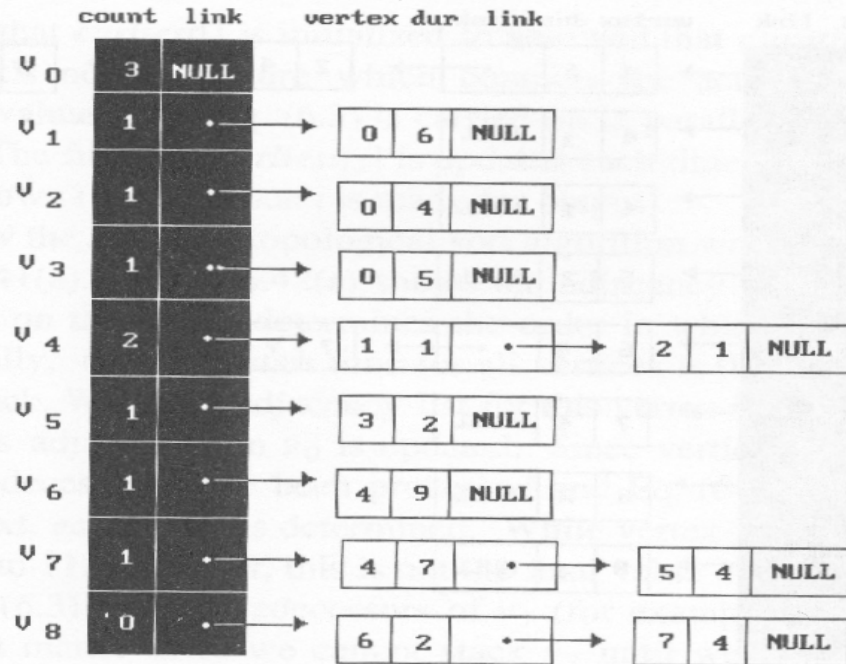 count link vertex dur link
V0 3 NULL
V1 1 0 6 NULL
V2 1 0 4 NULL
V3 1 0 5 NULL
V4 2 1 1 2 1 NULL
V5 1 3 2 NULL
V6 1 4 9 NULL
V7 1 4 7 5 4 NULL
V8 0 6 2 7 4 NULL